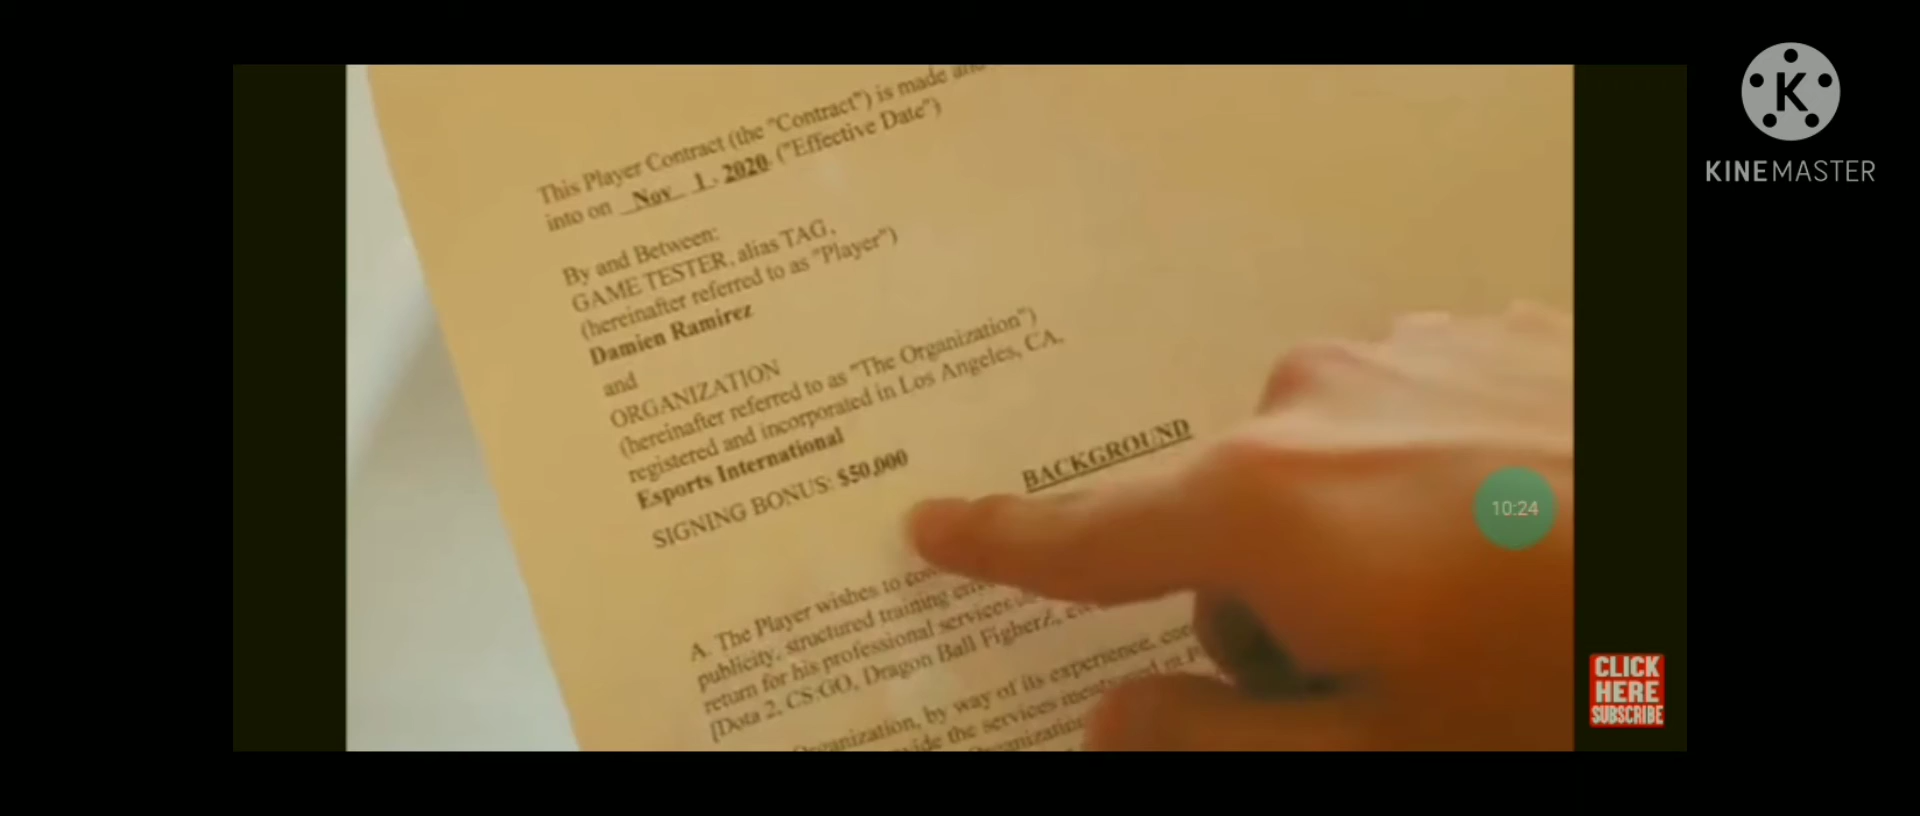 This Player Contract (the "Contract") is made and
into on Nov 1, 2020 ("Effective Date")
By and Between:
GAME TESTER, alias TAG,
(hereinafter referred to as "Player")
Damien Ramirez
and
ORGANIZATION
(hereinafter referred to as "The Organization")
registered and incorporated in Los Angeles, CA,
Esports International
SIGNING BONUS: $50,000
BACKGROUND
A. The Player wishes to
publicity, structured training
return for his professional services
[Dota 2, CS:GO, Dragon Ball FigherZ,
Organization, by way of its experience,
the services
K
KINEMASTER
10:24
CLICK
HERE
SUBSCRIBE